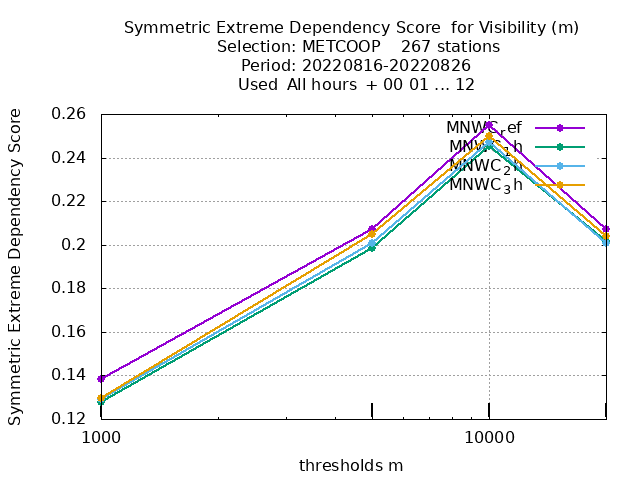 Symmetric Extreme Dependency Score  for Visibility (m)
Selection: METCOOP    267 stations
Period: 20220816-20220826
Used  All hours  + 00 01 ... 12
Symmetric Extreme Dependency Score
0.26
0.24
0.22
0.2
0.18
0.16
0.14
0.12
1000
10000
thresholds m
MNWC_ref
MNWC_1h
MNWC_2h
MNWC_3h